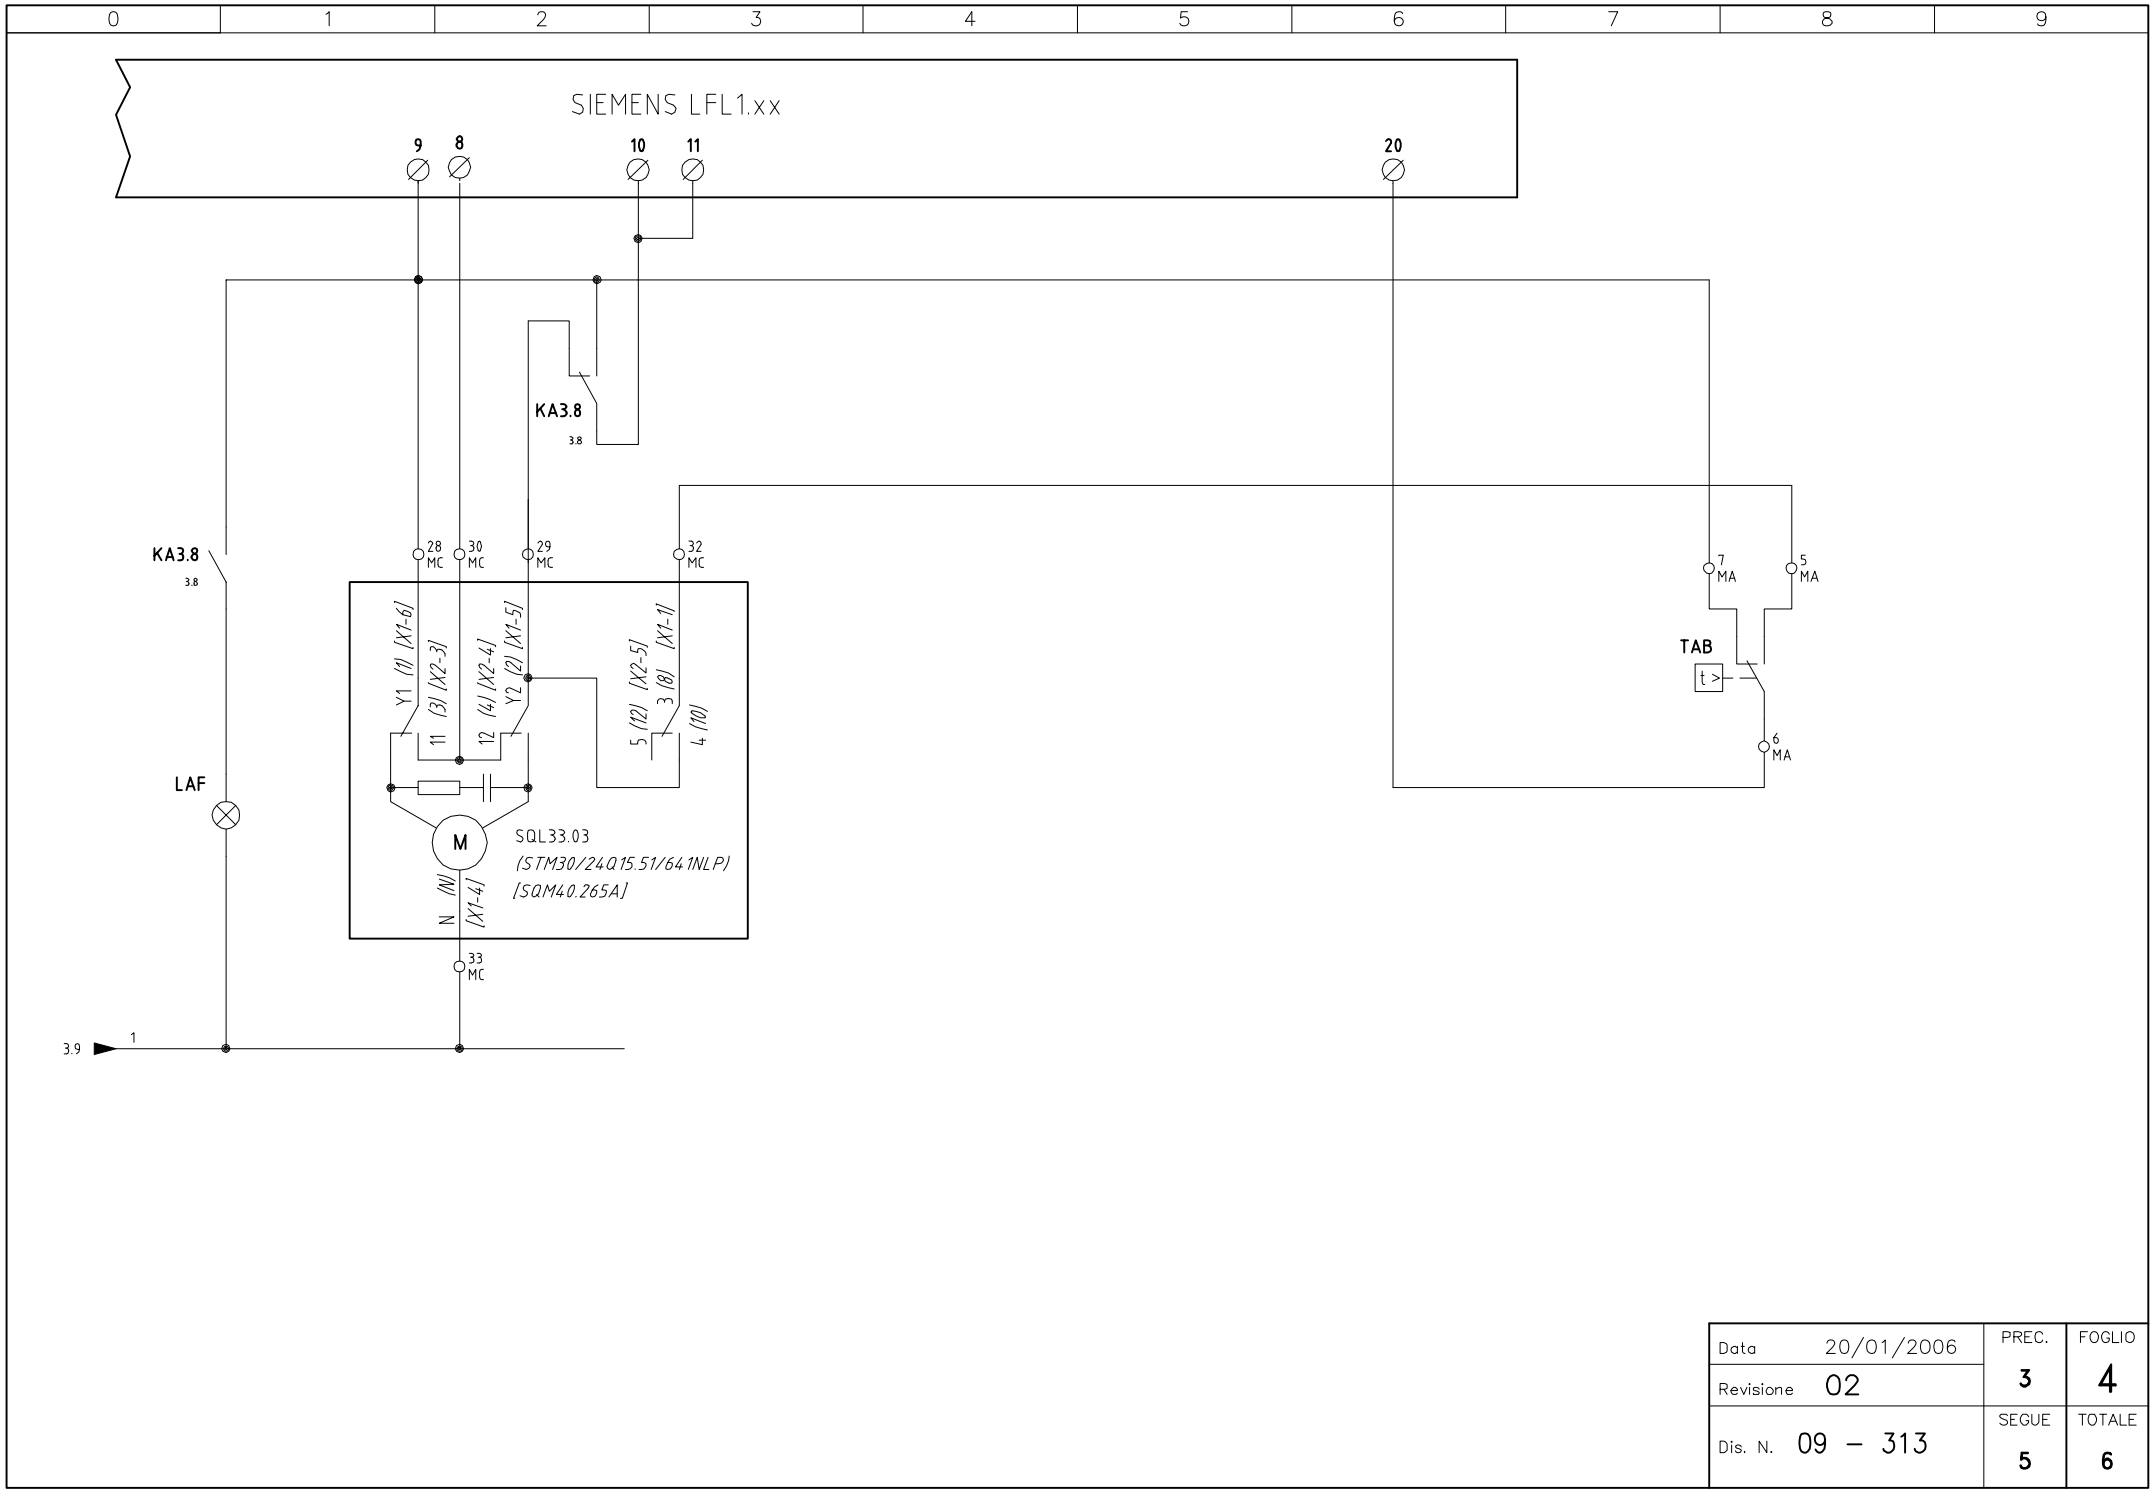 0 1 2 3 4 5 6 7 8 9
SIEMENS LFL1.xx
9 8 10 11 20
KA3.8
3.8
28
MC
30
MC
29
MC
32
MC
KA3.8
3.8
7
MA
5
MA
Y1 (1) [X1-6]
11 (3) [X2-3]
12 (4) [X2-4]
Y2 (2) [X1-5]
5 (12) [X2-5]
3 (8) [X1-1]
4 (10)
TAB
t >
6
MA
LAF
M
SQL33.03
(STM30/24Q15.51/641NLP)
[SQM40.265A]
N (N)
[X1-4]
33
MC
3.9
1
Data 20/01/2006
Revisione 02
Dis. N. 09 - 313
PREC.
3
FOGLIO
4
SEGUE
5
TOTALE
6